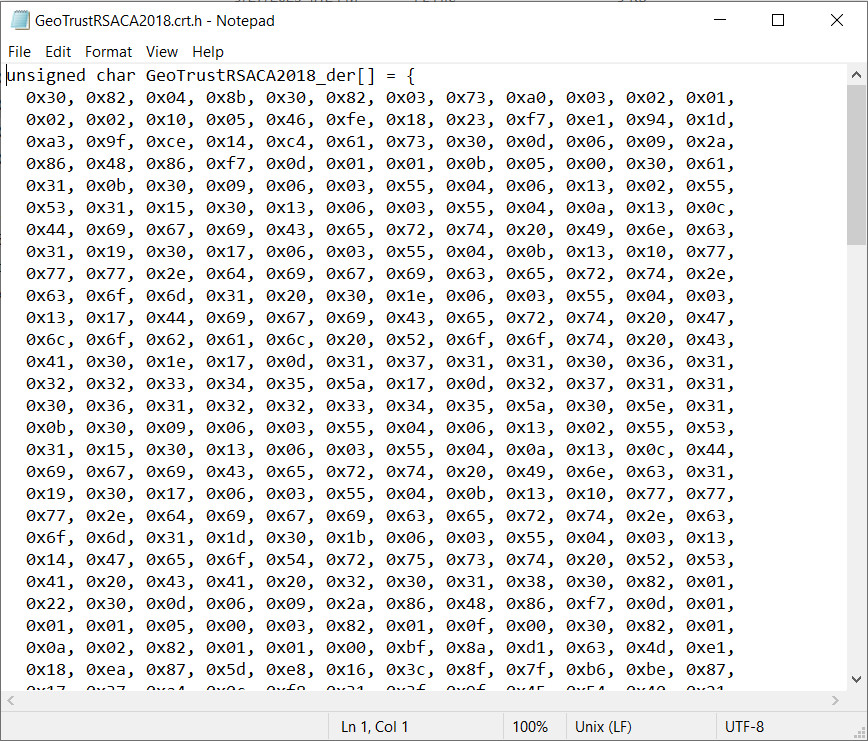 GeoTrustRSACA2018.crt.h - Notepad
File Edit Format View Help
unsigned char GeoTrustRSACA2018_der[] = {
0x30, 0x82, 0x04, 0x8b, 0x30, 0x82, 0x03, 0x73, 0xa0, 0x03, 0x02, 0x01,
0x02, 0x02, 0x10, 0x05, 0x46, 0xfe, 0x18, 0x23, 0xf7, 0xe1, 0x94, 0x1d,
0xa3, 0x9f, 0xce, 0x14, 0xc4, 0x61, 0x73, 0x30, 0x0d, 0x06, 0x09, 0x2a,
0x86, 0x48, 0x86, 0xf7, 0x0d, 0x01, 0x01, 0x0b, 0x05, 0x00, 0x30, 0x61,
0x31, 0x0b, 0x30, 0x09, 0x06, 0x03, 0x55, 0x04, 0x06, 0x13, 0x02, 0x55,
0x53, 0x31, 0x15, 0x30, 0x13, 0x06, 0x03, 0x55, 0x04, 0x0a, 0x13, 0x0c,
0x44, 0x69, 0x67, 0x69, 0x43, 0x65, 0x72, 0x74, 0x20, 0x49, 0x6e, 0x63,
0x31, 0x19, 0x30, 0x17, 0x06, 0x03, 0x55, 0x04, 0x0b, 0x13, 0x10, 0x77,
0x77, 0x77, 0x2e, 0x64, 0x69, 0x67, 0x69, 0x63, 0x65, 0x72, 0x74, 0x2e,
0x63, 0x6f, 0x6d, 0x31, 0x20, 0x30, 0x1e, 0x06, 0x03, 0x55, 0x04, 0x03,
0x13, 0x17, 0x44, 0x69, 0x67, 0x69, 0x43, 0x65, 0x72, 0x74, 0x20, 0x47,
0x6c, 0x6f, 0x62, 0x61, 0x6c, 0x20, 0x52, 0x6f, 0x6f, 0x74, 0x20, 0x43,
0x41, 0x30, 0x1e, 0x17, 0x0d, 0x31, 0x37, 0x31, 0x31, 0x30, 0x36, 0x31,
0x32, 0x32, 0x33, 0x34, 0x35, 0x5a, 0x17, 0x0d, 0x32, 0x37, 0x31, 0x31,
0x30, 0x36, 0x31, 0x32, 0x32, 0x33, 0x34, 0x35, 0x5a, 0x30, 0x5e, 0x31,
0x0b, 0x30, 0x09, 0x06, 0x03, 0x55, 0x04, 0x06, 0x13, 0x02, 0x55, 0x53,
0x31, 0x15, 0x30, 0x13, 0x06, 0x03, 0x55, 0x04, 0x0a, 0x13, 0x0c, 0x44,
0x69, 0x67, 0x69, 0x43, 0x65, 0x72, 0x74, 0x20, 0x49, 0x6e, 0x63, 0x31,
0x19, 0x30, 0x17, 0x06, 0x03, 0x55, 0x04, 0x0b, 0x13, 0x10, 0x77, 0x77,
0x77, 0x2e, 0x64, 0x69, 0x67, 0x69, 0x63, 0x65, 0x72, 0x74, 0x2e, 0x63,
0x6f, 0x6d, 0x31, 0x1d, 0x30, 0x1b, 0x06, 0x03, 0x55, 0x04, 0x03, 0x13,
0x14, 0x47, 0x65, 0x6f, 0x54, 0x72, 0x75, 0x73, 0x74, 0x20, 0x52, 0x53,
0x41, 0x20, 0x43, 0x41, 0x20, 0x32, 0x30, 0x31, 0x38, 0x30, 0x82, 0x01,
0x22, 0x30, 0x0d, 0x06, 0x09, 0x2a, 0x86, 0x48, 0x86, 0xf7, 0x0d, 0x01,
0x01, 0x01, 0x05, 0x00, 0x03, 0x82, 0x01, 0x0f, 0x00, 0x30, 0x82, 0x01,
0x0a, 0x02, 0x82, 0x01, 0x01, 0x00, 0xbf, 0x8a, 0xd1, 0x63, 0x4d, 0xe1,
0x18, 0xea, 0x87, 0x5d, 0xe8, 0x16, 0x3c, 0x8f, 0x7f, 0xb6, 0xbe, 0x87,
Ln 1, Col 1 100% Unix (LF) UTF-8